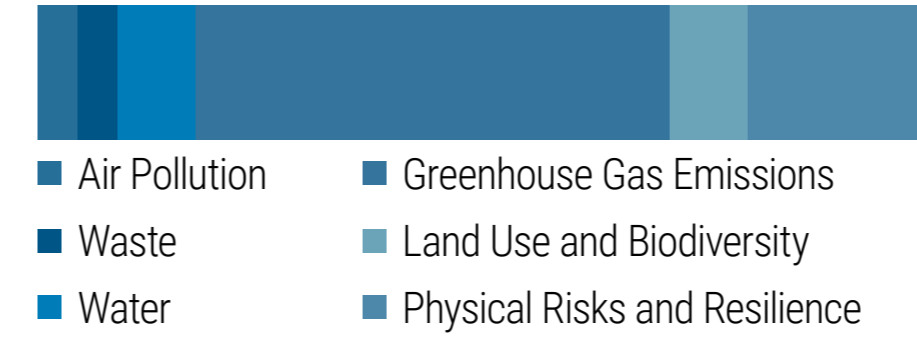 Air Pollution
Waste
Water
Greenhouse Gas Emissions
Land Use and Biodiversity
Physical Risks and Resilience